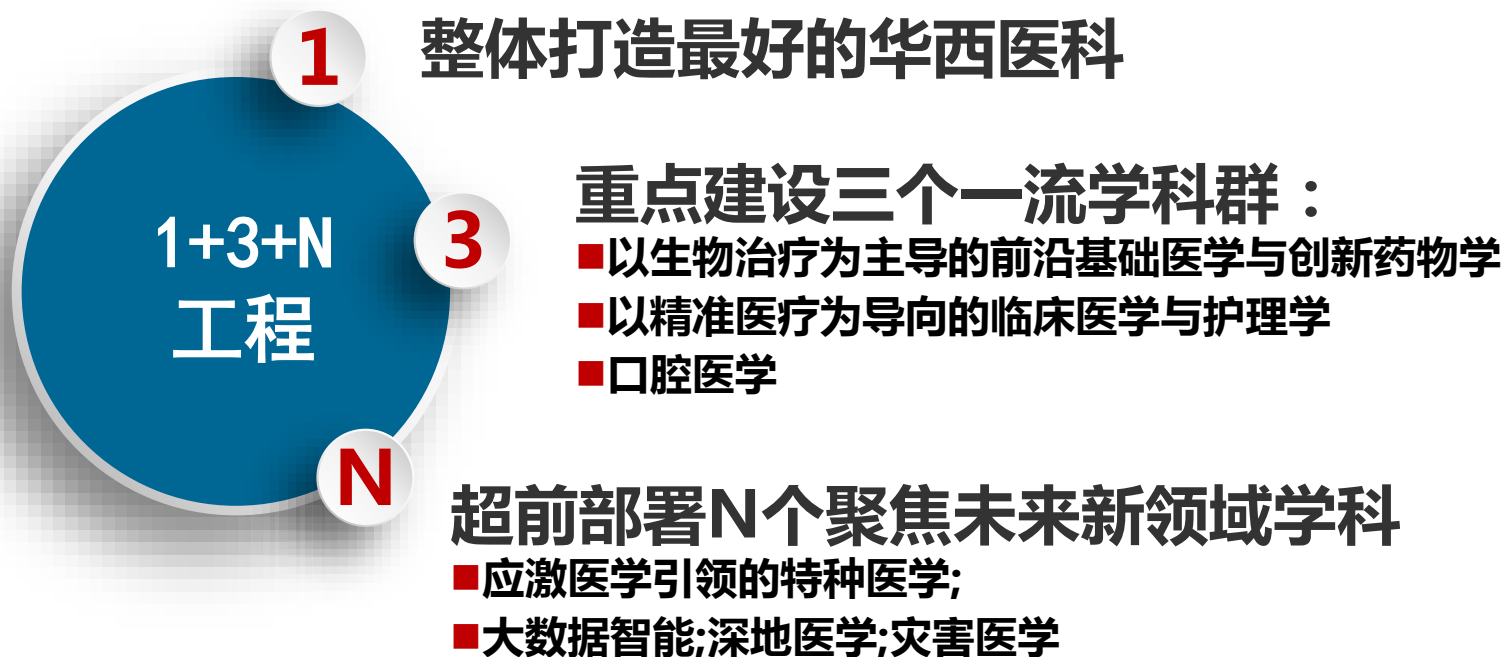 1
整体打造最好的华西医科
1+3+N
工程
3
重点建设三个一流学科群：
■以生物治疗为主导的前沿基础医学与创新药物学
■以精准医疗为导向的临床医学与护理学
■口腔医学
N
超前部署N个聚焦未来新领域学科
■应激医学引领的特种医学;
■大数据智能;深地医学;灾害医学